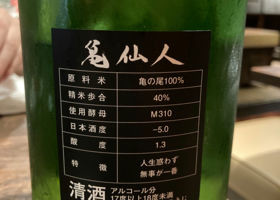 亀仙人
原料米 亀の尾100%
精米歩合 40%
使用酵母 M310
日本酒度 −5.0
酸度 1.3
特徴 人生惑わず
無事が一番
清酒 アルコール分
17度以上18度未満